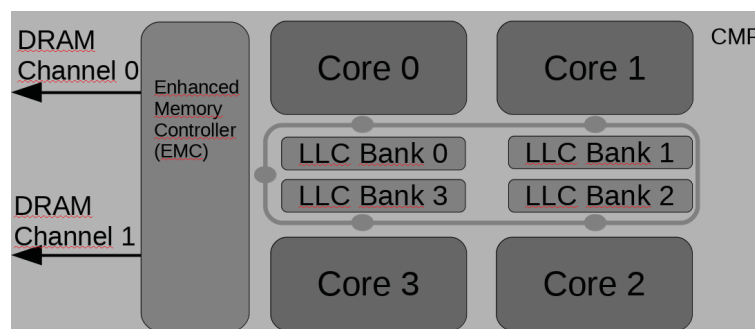 DRAM
Channel 0
Enhanced
Memory
Controller
(EMC)
DRAM
Channel 1
Core 0
Core 1
CMP
LLC Bank 0
LLC Bank 1
LLC Bank 3
LLC Bank 2
Core 3
Core 2